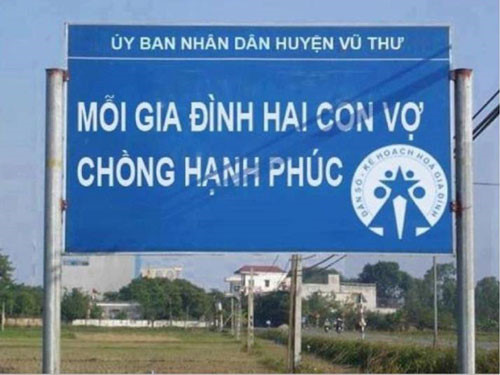 ỦY BAN NHÂN DÂN HUYỆN VŨ THƯ
MỖI GIA ĐÌNH HAI CON VỢ
CHỒNG HẠNH PHÚC
DÂN SỐ - KẾ HOẠCH HOÁ GIA ĐÌNH